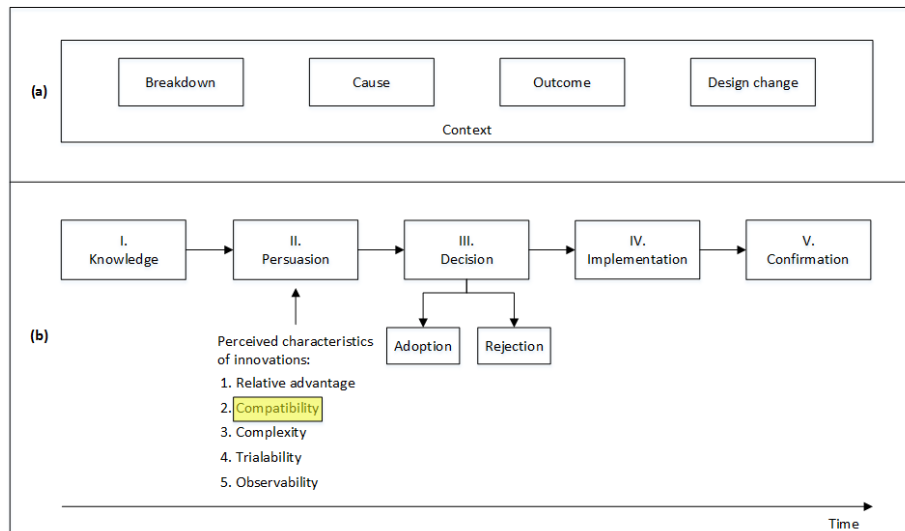 (a)
Breakdown
Cause
Outcome
Design change
Context
(b)
I.
Knowledge
II.
Persuasion
III.
Decision
IV.
Implementation
V.
Confirmation
Adoption
Rejection
Perceived characteristics
of innovations:
1. Relative advantage
2. Compatibility
3. Complexity
4. Trialability
5. Observability
Time